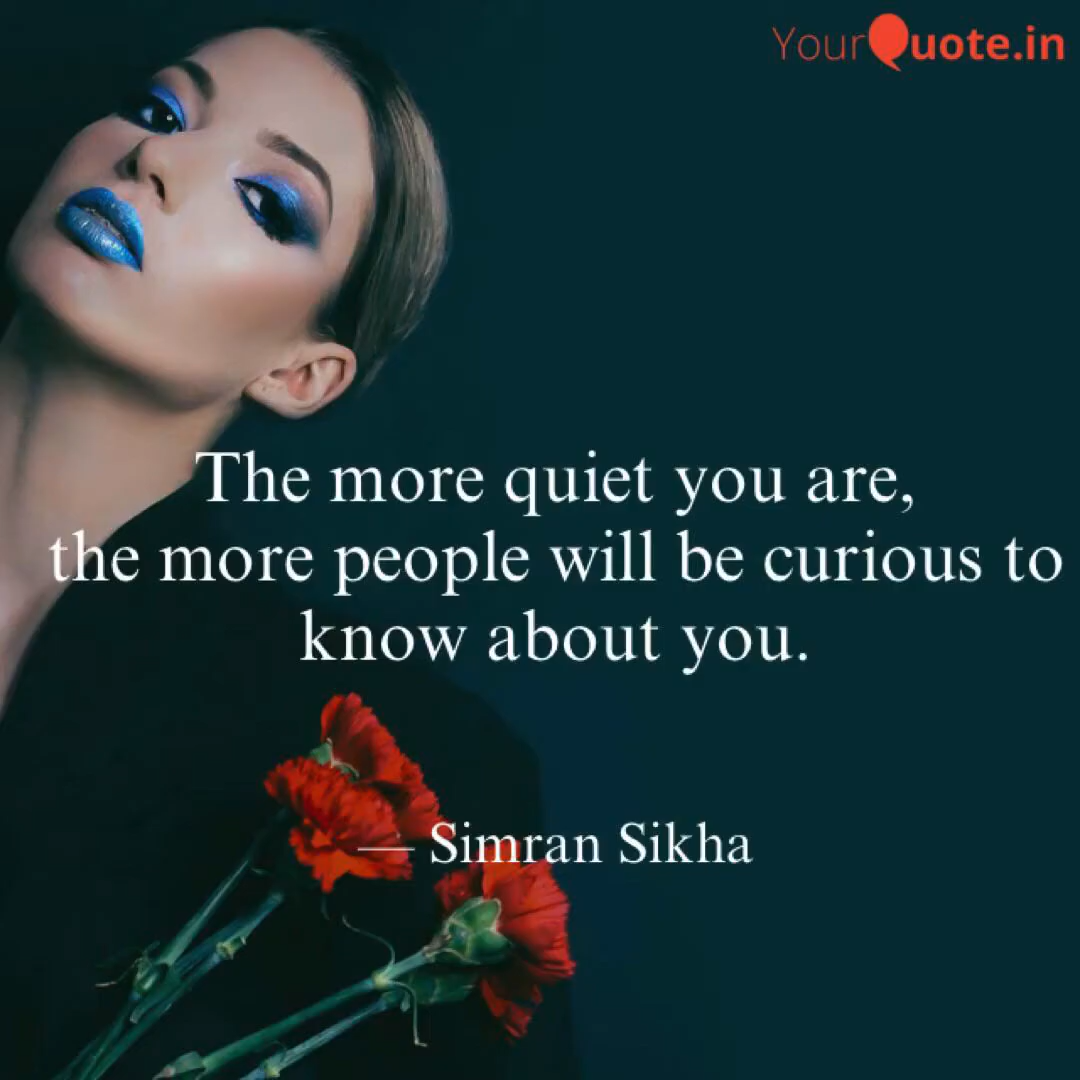 YourQuote.in
The more quiet you are,
the more people will be curious to
know about you.
— Simran Sikha